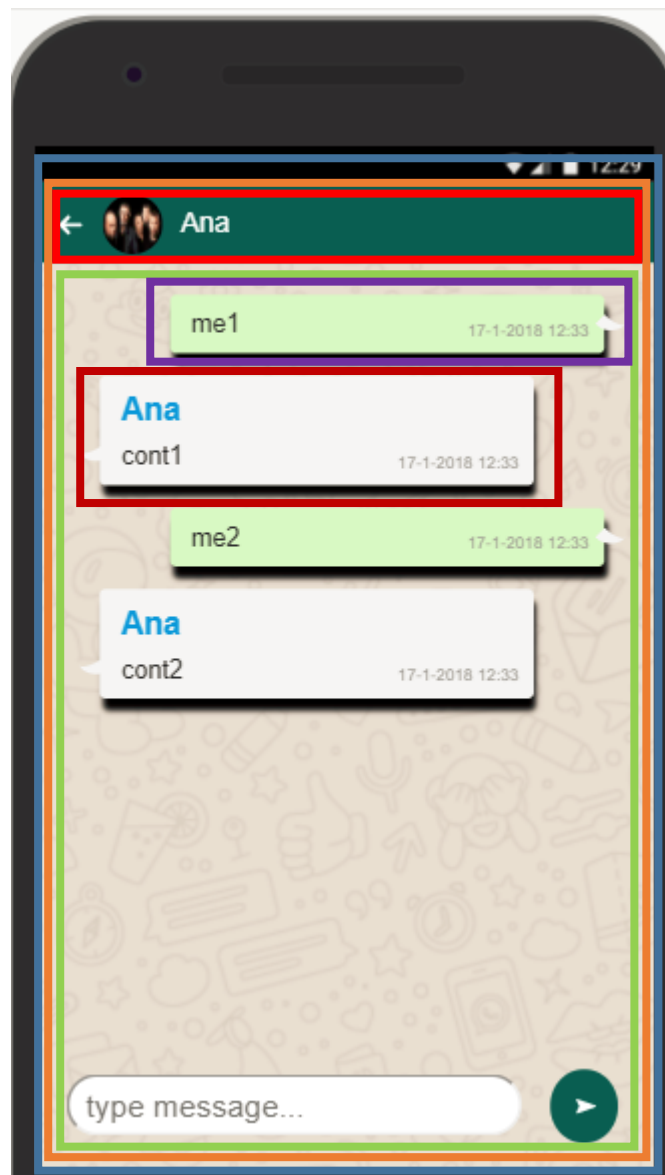 12:29
Ana
me1 17-1-2018 12:33
Ana
cont1 17-1-2018 12:33
me2 17-1-2018 12:33
Ana
cont2 17-1-2018 12:33
type message...